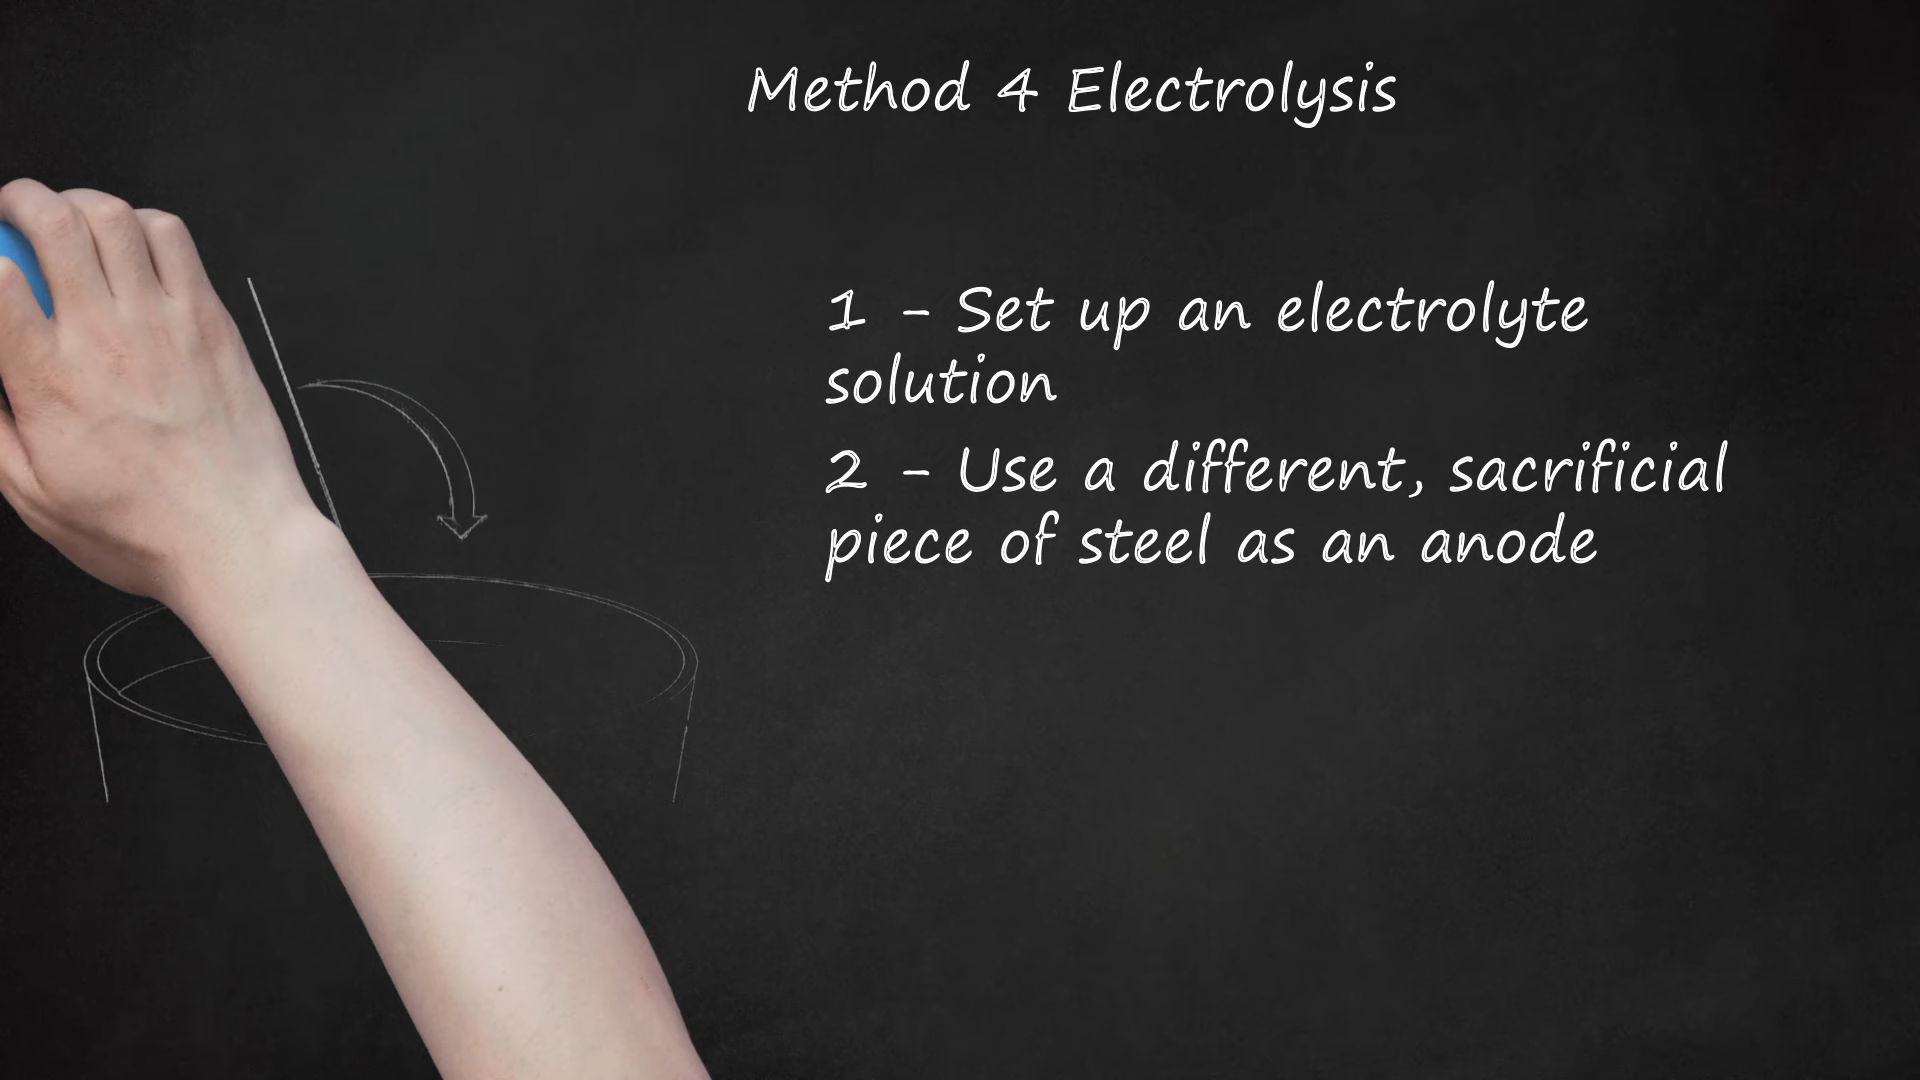 Method 4 Electrolysis
1 - Set up an electrolyte
solution
2 - Use a different, sacrificial
piece of steel as an anode